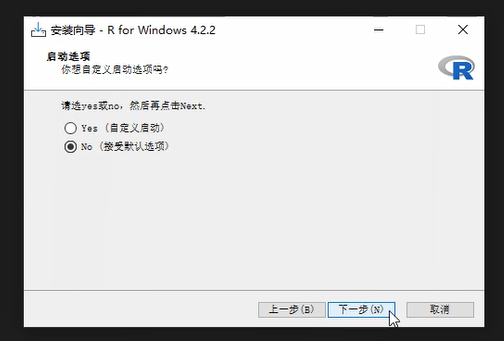 安装向导 - R for Windows 4.2.2
启动选项
你想自定义启动选项吗?
R
请选yes或no，然后再点击Next.
Yes (自定义启动)
No (接受默认选项)
上一步(B) 下一步(N) 取消